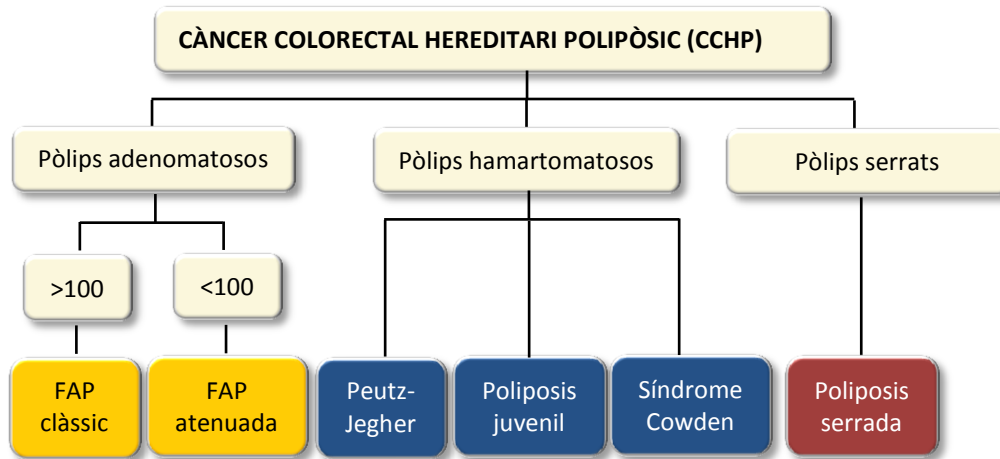 CÀNCER COLORECTAL HEREDITARI POLIPÒSIC (CCHP)
Pòlips adenomatosos
Pòlips hamartomatosos
Pòlips serrats
>100
<100
FAP
clàssic
FAP
atenuada
Peutz-
Jegher
Poliposis
juvenil
Síndrome
Cowden
Poliposis
serrada